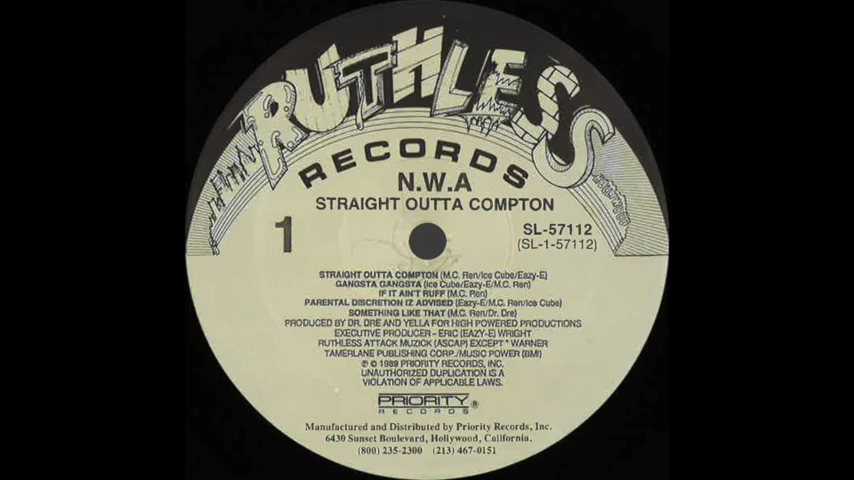 RUTHLESS
RECORDS
N.W.A
STRAIGHT OUTTA COMPTON
1
SL-57112
(SL-1-57112)
HOLLYWOOD
STRAIGHT OUTTA COMPTON (M.C. Ren/Ice Cube/Eazy-E)
GANGSTA GANGSTA (Ice Cube/Eazy-E/M.C. Ren)
IF IT AIN'T RUFF (M.C. Ren)
PARENTAL DISCRETION IZ ADVISED (Eazy-E/M.C. Ren/Ice Cube)
SOMETHING LIKE THAT (M.C. Ren/Dr. Dre)
PRODUCED BY DR. DRE AND YELLA FOR HIGH POWERED PRODUCTIONS
EXECUTIVE PRODUCER - ERIC (EAZY-E) WRIGHT
RUTHLESS ATTACK MUZICK (ASCAP) EXCEPT * WARNER
TAMERLANE PUBLISHING CORP./MUSIC POWER (BMI)
℗ © 1989 PRIORITY RECORDS, INC.
UNAUTHORIZED DUPLICATION IS A
VIOLATION OF APPLICABLE LAWS.
PRIORITY ®
RECORDS
Manufactured and Distributed by Priority Records, Inc.
6430 Sunset Boulevard, Hollywood, California.
(800) 235-2300 (213) 467-0151